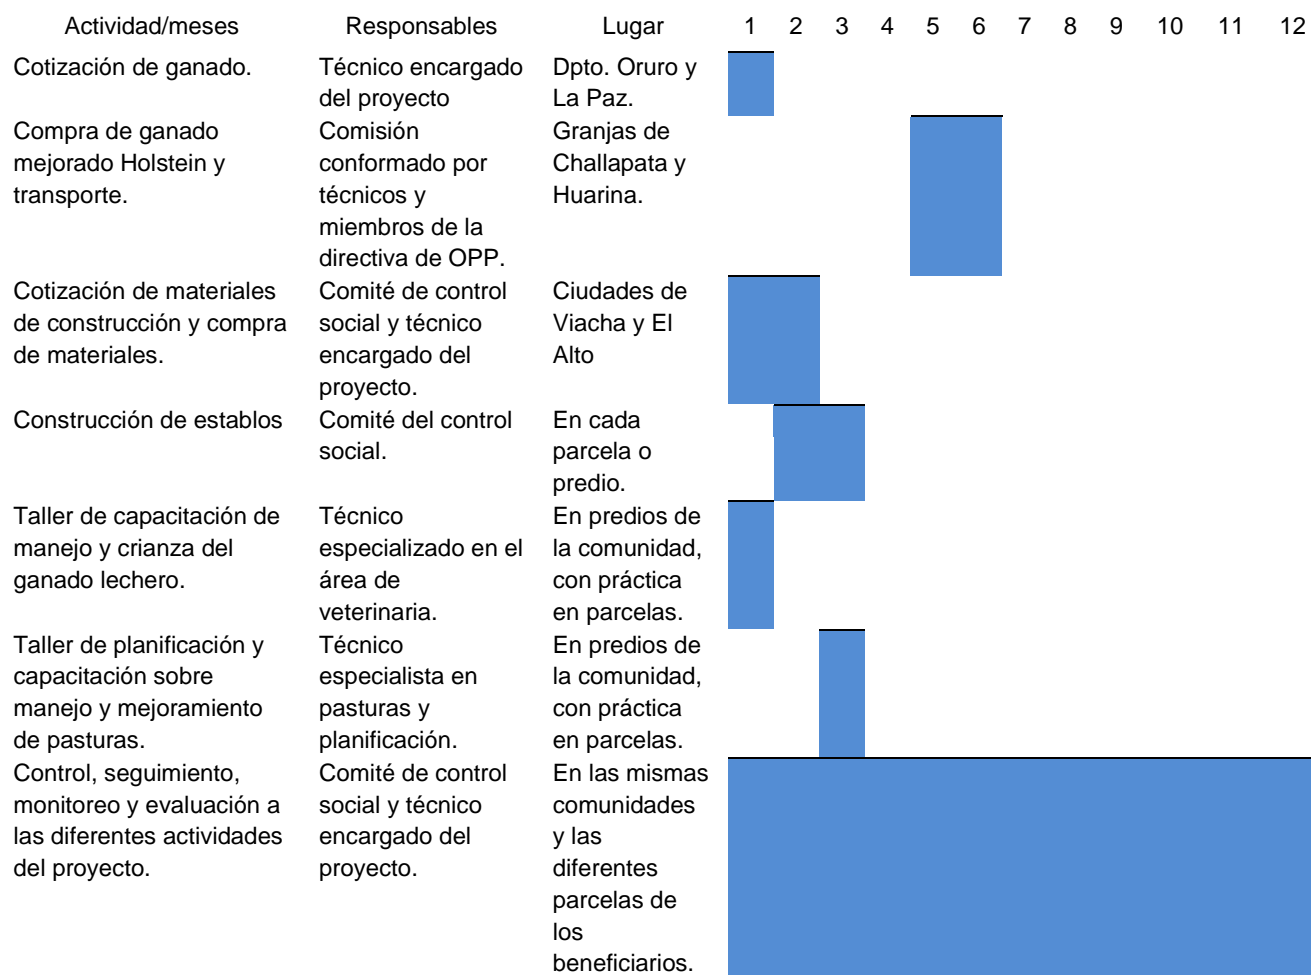 Actividad/meses Responsables Lugar 1 2 3 4 5 6 7 8 9 10 11 12
Cotización de ganado.
Técnico encargado
del proyecto
Dpto. Oruro y
La Paz.
Compra de ganado
mejorado Holstein y
transporte.
Comisión
conformado por
técnicos y
miembros de la
directiva de OPP.
Granjas de
Challapata y
Huarina.
Cotización de materiales
de construcción y compra
de materiales.
Comité de control
social y técnico
encargado del
proyecto.
Ciudades de
Viacha y El
Alto
Construcción de establos
Comité del control
social.
En cada
parcela o
predio.
Taller de capacitación de
manejo y crianza del
ganado lechero.
Técnico
especializado en el
área de
veterinaria.
En predios de
la comunidad,
con práctica
en parcelas.
Taller de planificación y
capacitación sobre
manejo y mejoramiento
de pasturas.
Técnico
especialista en
pasturas y
planificación.
En predios de
la comunidad,
con práctica
en parcelas.
Control, seguimiento,
monitoreo y evaluación a
las diferentes actividades
del proyecto.
Comité de control
social y técnico
encargado del
proyecto.
En las mismas
comunidades
y las
diferentes
parcelas de
los
beneficiarios.